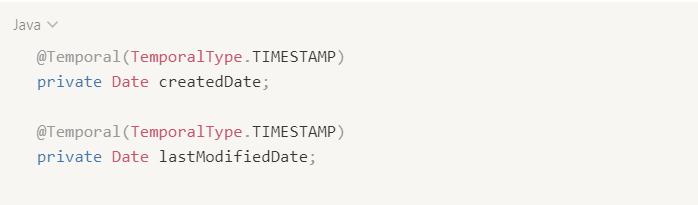 Java
@Temporal(TemporalType.TIMESTAMP)
private Date createdDate;
@Temporal(TemporalType.TIMESTAMP)
private Date lastModifiedDate;